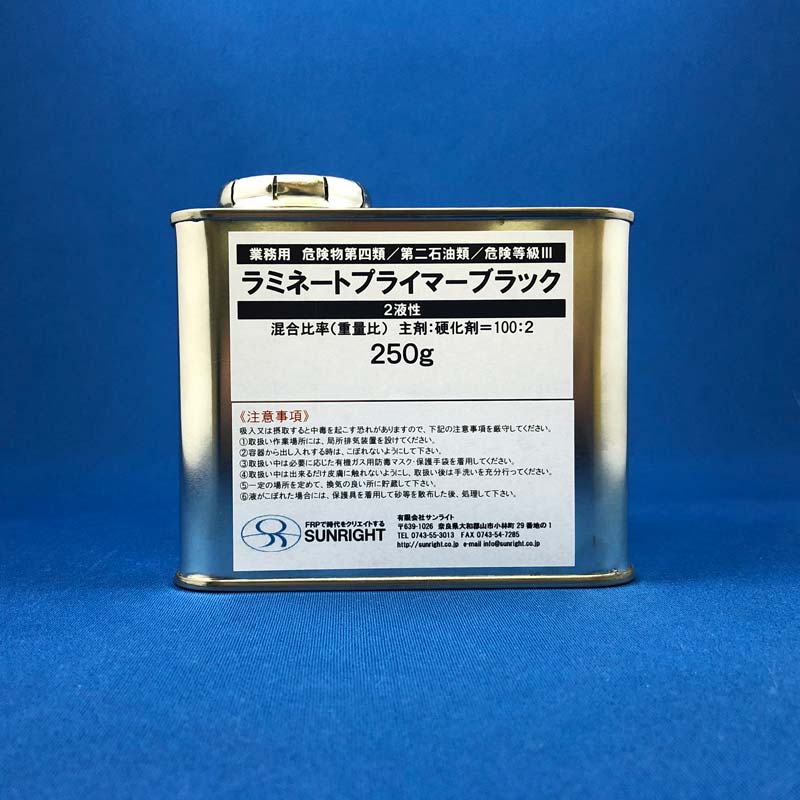 業務用 危険物第四類／第二石油類／危険等級Ⅲ
ラミネートプライマーブラック
2液性
混合比率（重量比） 主剤：硬化剤＝100：2
250g
《注意事項》
吸入又は摂取すると中毒を起こす恐れがありますので、下記の注意事項を厳守してください。
①取扱い作業場所には、局所排気装置を設けてください。
②容器から出し入れする時は、こぼれないようにして下さい。
③取扱い中は必要に応じた有機ガス用防毒マスク・保護手袋を着用してください。
④取扱い中は出来るだけ皮膚に触れないようにし、取扱い後は手洗いを充分行ってください。
⑤一定の場所を定めて、換気の良い所に貯蔵して下さい。
⑥液がこぼれた場合には、保護具を着用して砂等を散布した後、処理して下さい。
FRPで時代をクリエイトする
SUNRIGHT
有限会社サンライト
〒639-1026 奈良県大和郡山市小林町29番地の1
TEL 0743-55-3013 FAX 0743-54-7285
http://sunright.co.jp e-mail info@sunright.co.jp